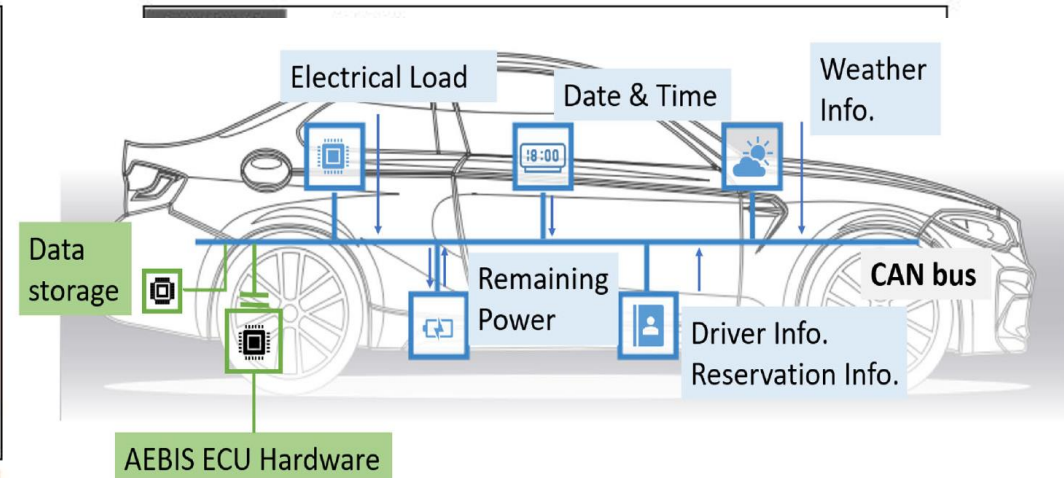 Electrical Load
Date & Time
Weather
Info.
18:00
Data
storage
CAN bus
Remaining
Power
Driver Info.
Reservation Info.
AEBIS ECU Hardware